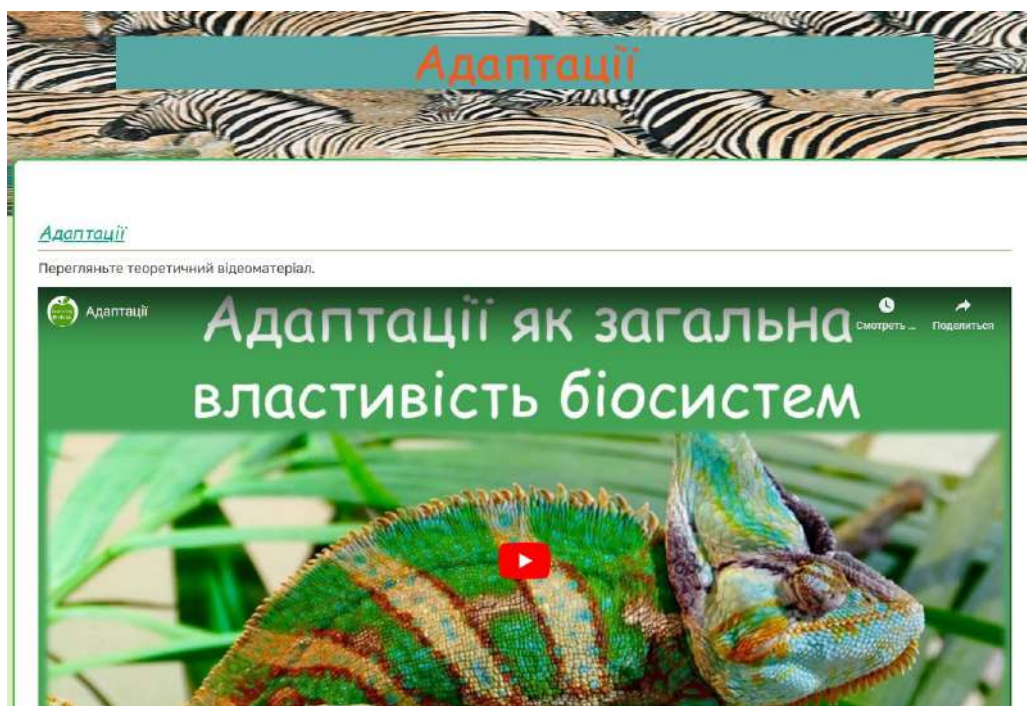 Адаптації
Адаптації
Перегляньте теоретичний відеоматеріал.
Адаптації
Смотреть ...
Поделиться
Адаптації як загальна
властивість біосистем